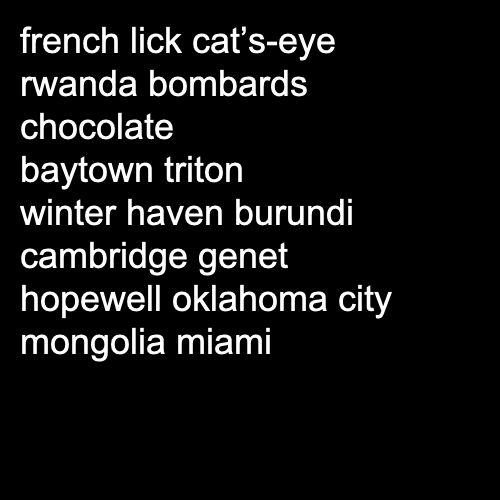 french lick cat’s-eye
rwanda bombards
chocolate
baytown triton
winter haven burundi
cambridge genet
hopewell oklahoma city
mongolia miami